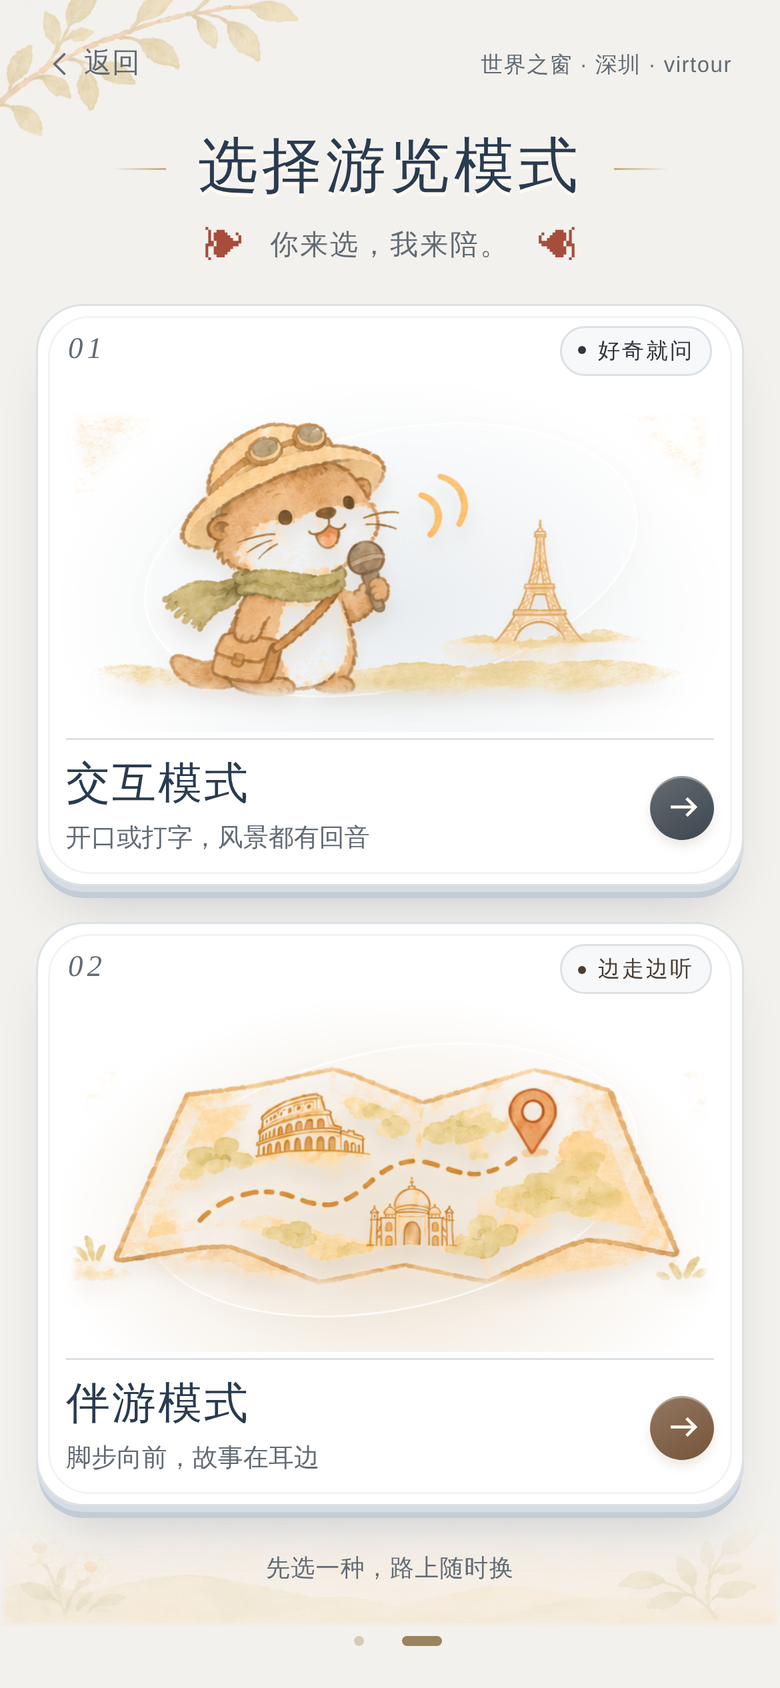 返回
世界之窗 · 深圳 · virtour
选择游览模式
你来选，我来陪。
01
好奇就问
交互模式
开口或打字，风景都有回音
02
边走边听
伴游模式
脚步向前，故事在耳边
先选一种，路上随时换